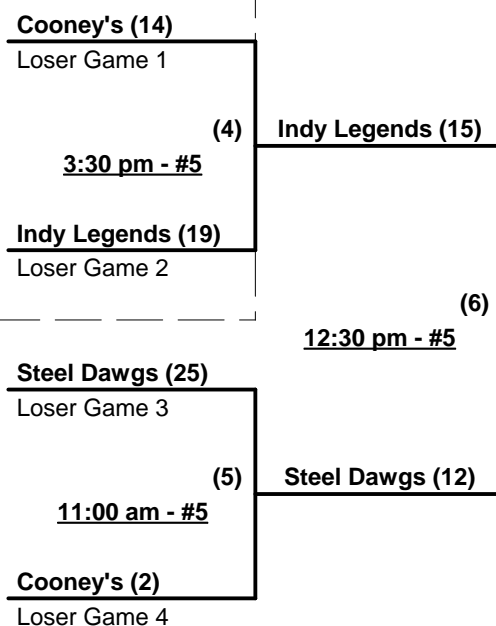 Cooney's (14)
Loser Game 1
(4)
Indy Legends (15)
3:30 pm - #5
Indy Legends (19)
Loser Game 2
(6)
12:30 pm - #5
Steel Dawgs (25)
Loser Game 3
(5)
Steel Dawgs (12)
11:00 am - #5
Cooney's (2)
Loser Game 4